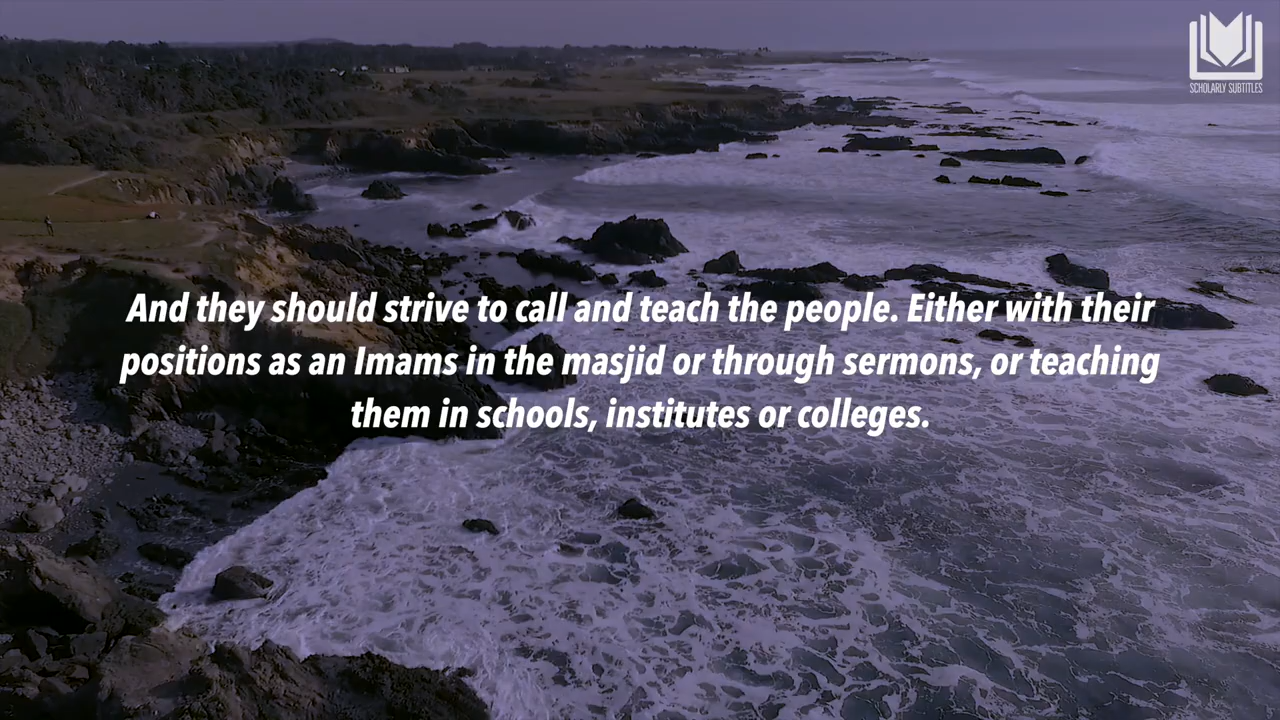 SCHOLARLY SUBTITLES
And they should strive to call and teach the people. Either with their
positions as an Imams in the masjid or through sermons, or teaching
them in schools, institutes or colleges.